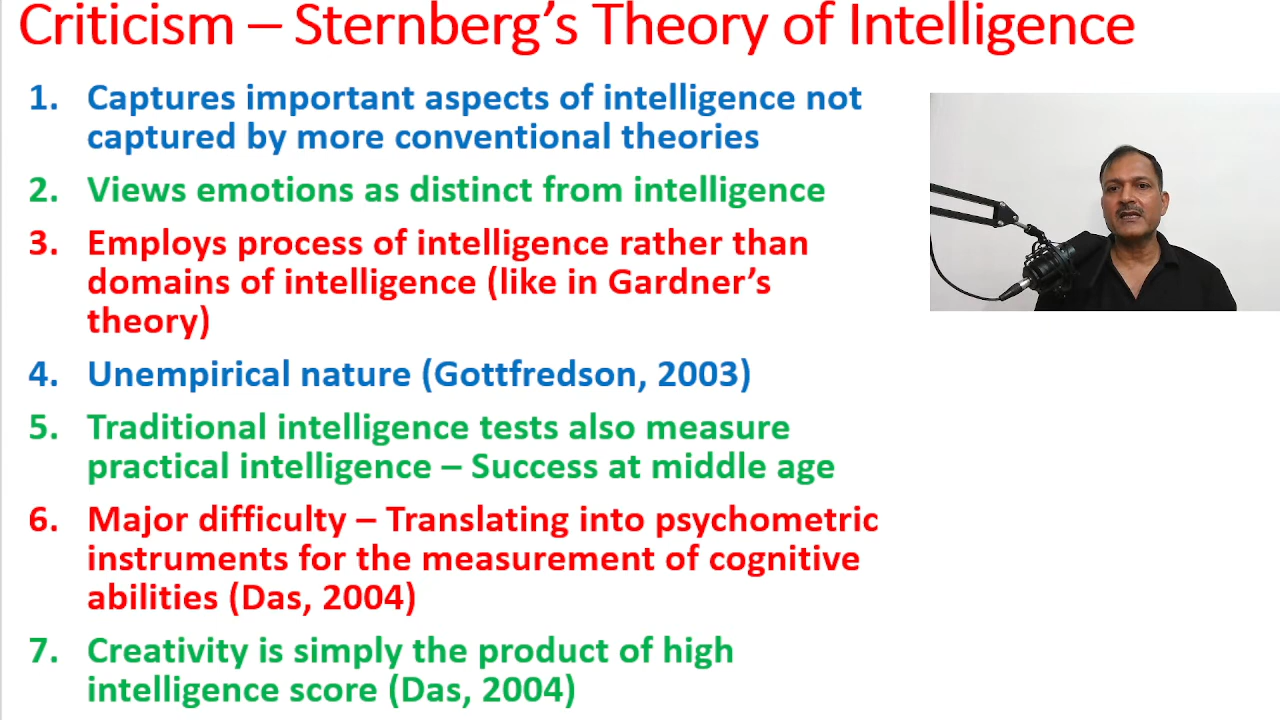 Criticism – Sternberg’s Theory of Intelligence
1. Captures important aspects of intelligence not
captured by more conventional theories
2. Views emotions as distinct from intelligence
3. Employs process of intelligence rather than
domains of intelligence (like in Gardner’s
theory)
4. Unempirical nature (Gottfredson, 2003)
5. Traditional intelligence tests also measure
practical intelligence – Success at middle age
6. Major difficulty – Translating into psychometric
instruments for the measurement of cognitive
abilities (Das, 2004)
7. Creativity is simply the product of high
intelligence score (Das, 2004)